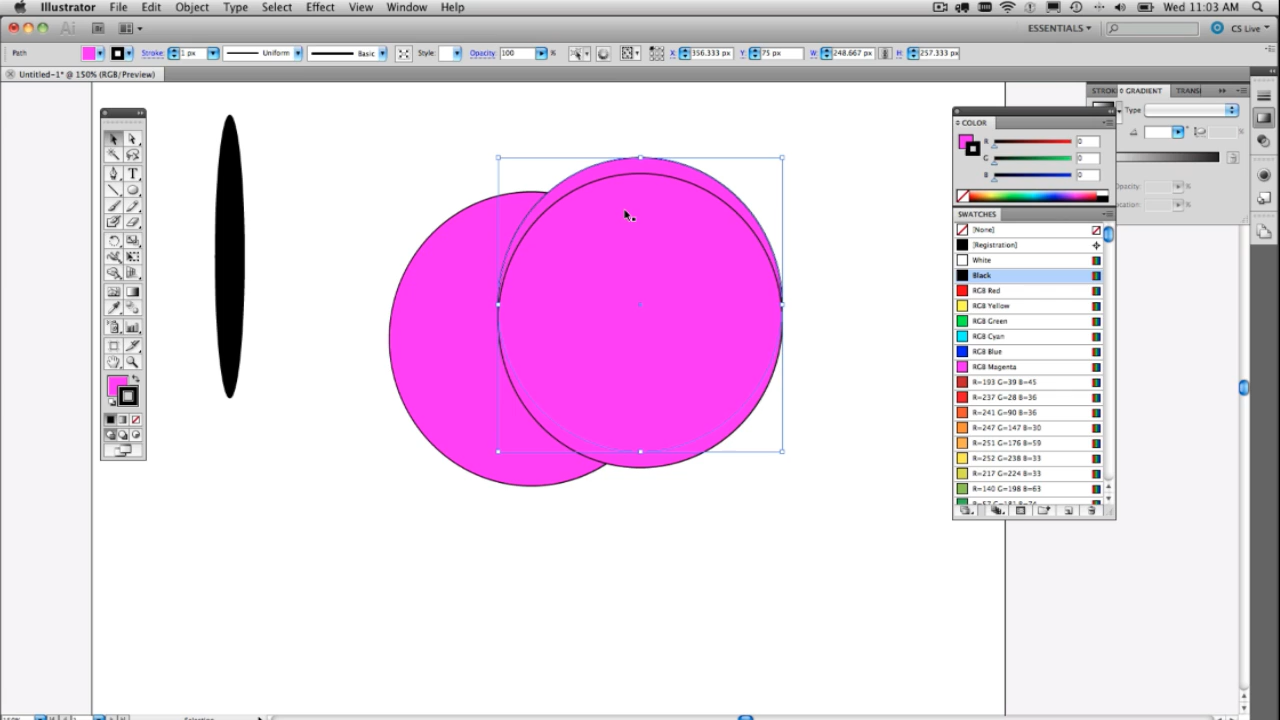 Illustrator File Edit Object Type Select Effect View Window Help Wed 11:03 AM
Ai Br ESSENTIALS CS Live
Path Stroke: 1 px Uniform Basic Style: Opacity: 100 % X: 356.333 px Y: 75 px W: 248.667 px H: 257.333 px
Untitled-1* @ 150% (RGB/Preview)
STROK GRADIENT TRANSI
Type
COLOR
R 0
G 0
B 0
SWATCHES
[None]
[Registration]
White
Black
RGB Red
RGB Yellow
RGB Green
RGB Cyan
RGB Blue
RGB Magenta
R=193 G=39 B=45
R=237 G=28 B=36
R=241 G=90 B=36
R=247 G=147 B=30
R=251 G=176 B=59
R=252 G=238 B=33
R=217 G=224 B=33
R=140 G=198 B=63
T